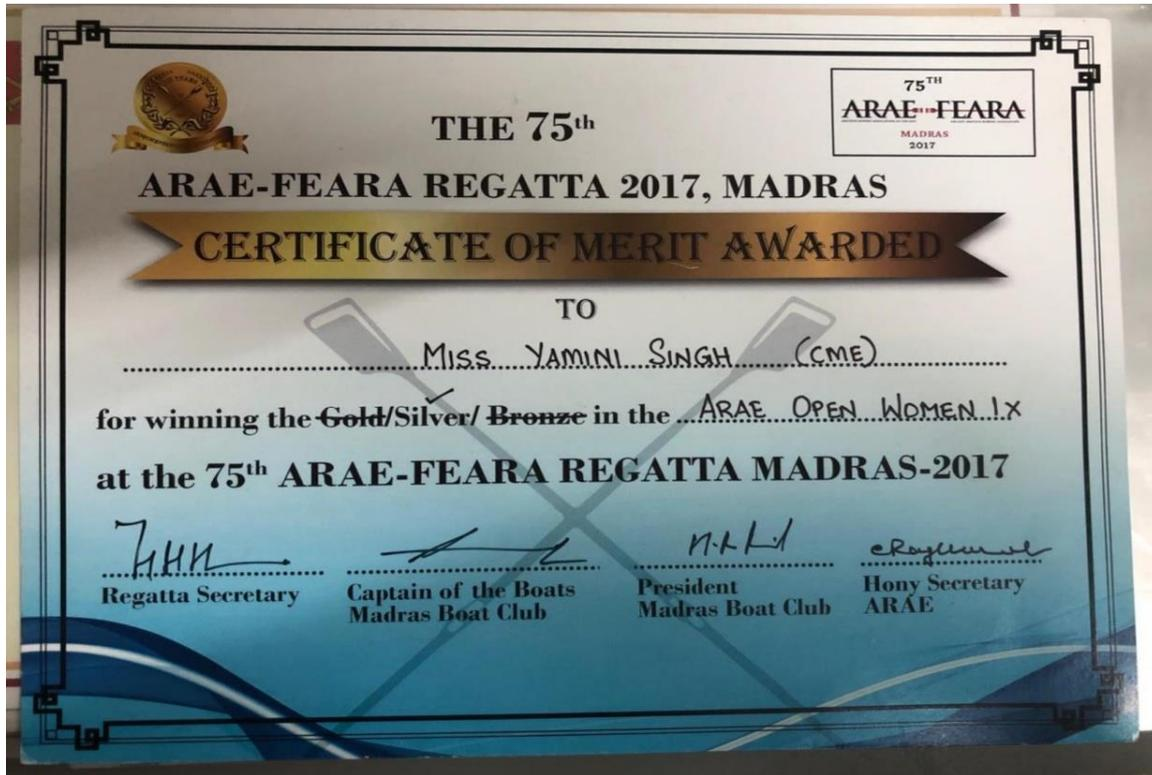 75TH
ARAE-FEARA
MADRAS
2017
THE 75th
ARAE-FEARA REGATTA 2017, MADRAS
CERTIFICATE OF MERIT AWARDED
TO
MISS YAMINI SINGH (CME)
for winning the Gold/Silver/ Bronze in the ARAE OPEN WOMEN 1X
at the 75th ARAE-FEARA REGATTA MADRAS-2017
Regatta Secretary
Captain of the Boats
Madras Boat Club
President
Madras Boat Club
Hony Secretary
ARAE